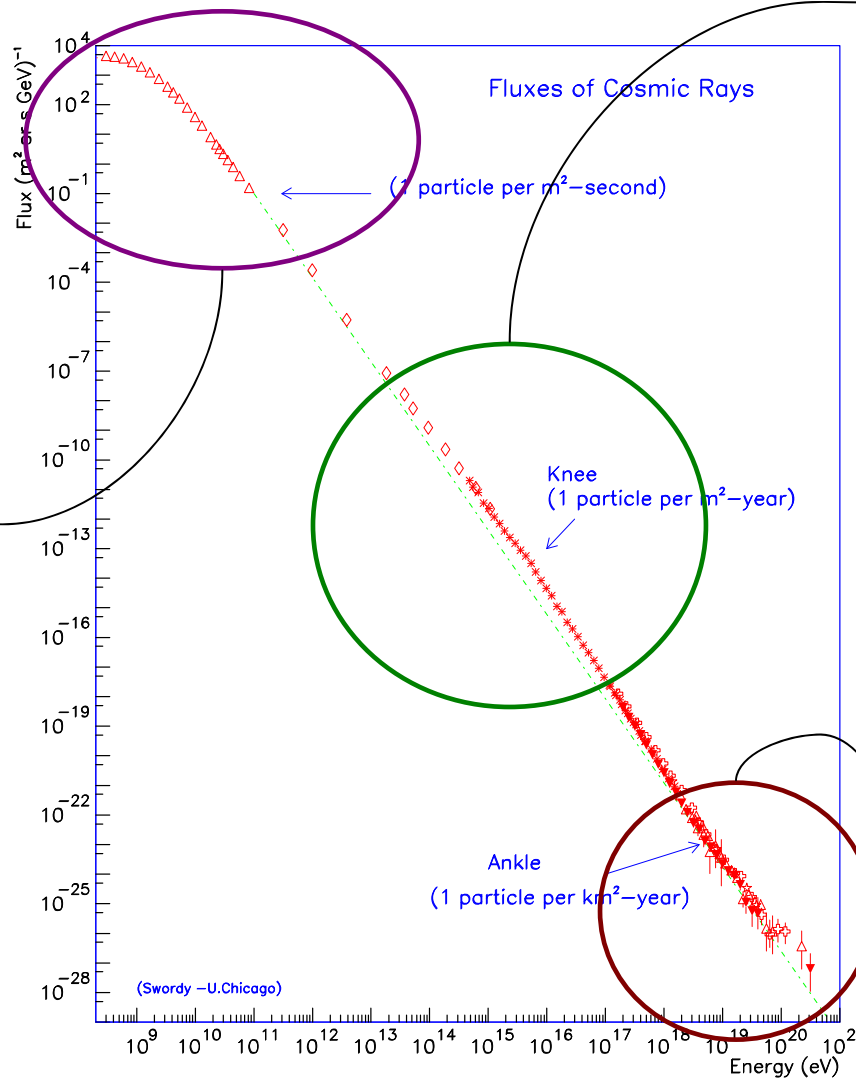 Fluxes of Cosmic Rays
Flux (m² sr s GeV)⁻¹
10⁴
10²
10⁻¹
10⁻⁴
10⁻⁷
10⁻¹⁰
10⁻¹³
10⁻¹⁶
10⁻¹⁹
10⁻²²
10⁻²⁵
10⁻²⁸
(1 particle per m²−second)
Knee
(1 particle per m²−year)
Ankle
(1 particle per km²−year)
(Swordy −U.Chicago)
10⁹ 10¹⁰ 10¹¹ 10¹² 10¹³ 10¹⁴ 10¹⁵ 10¹⁶ 10¹⁷ 10¹⁸ 10¹⁹ 10²⁰ 10²
Energy (eV)